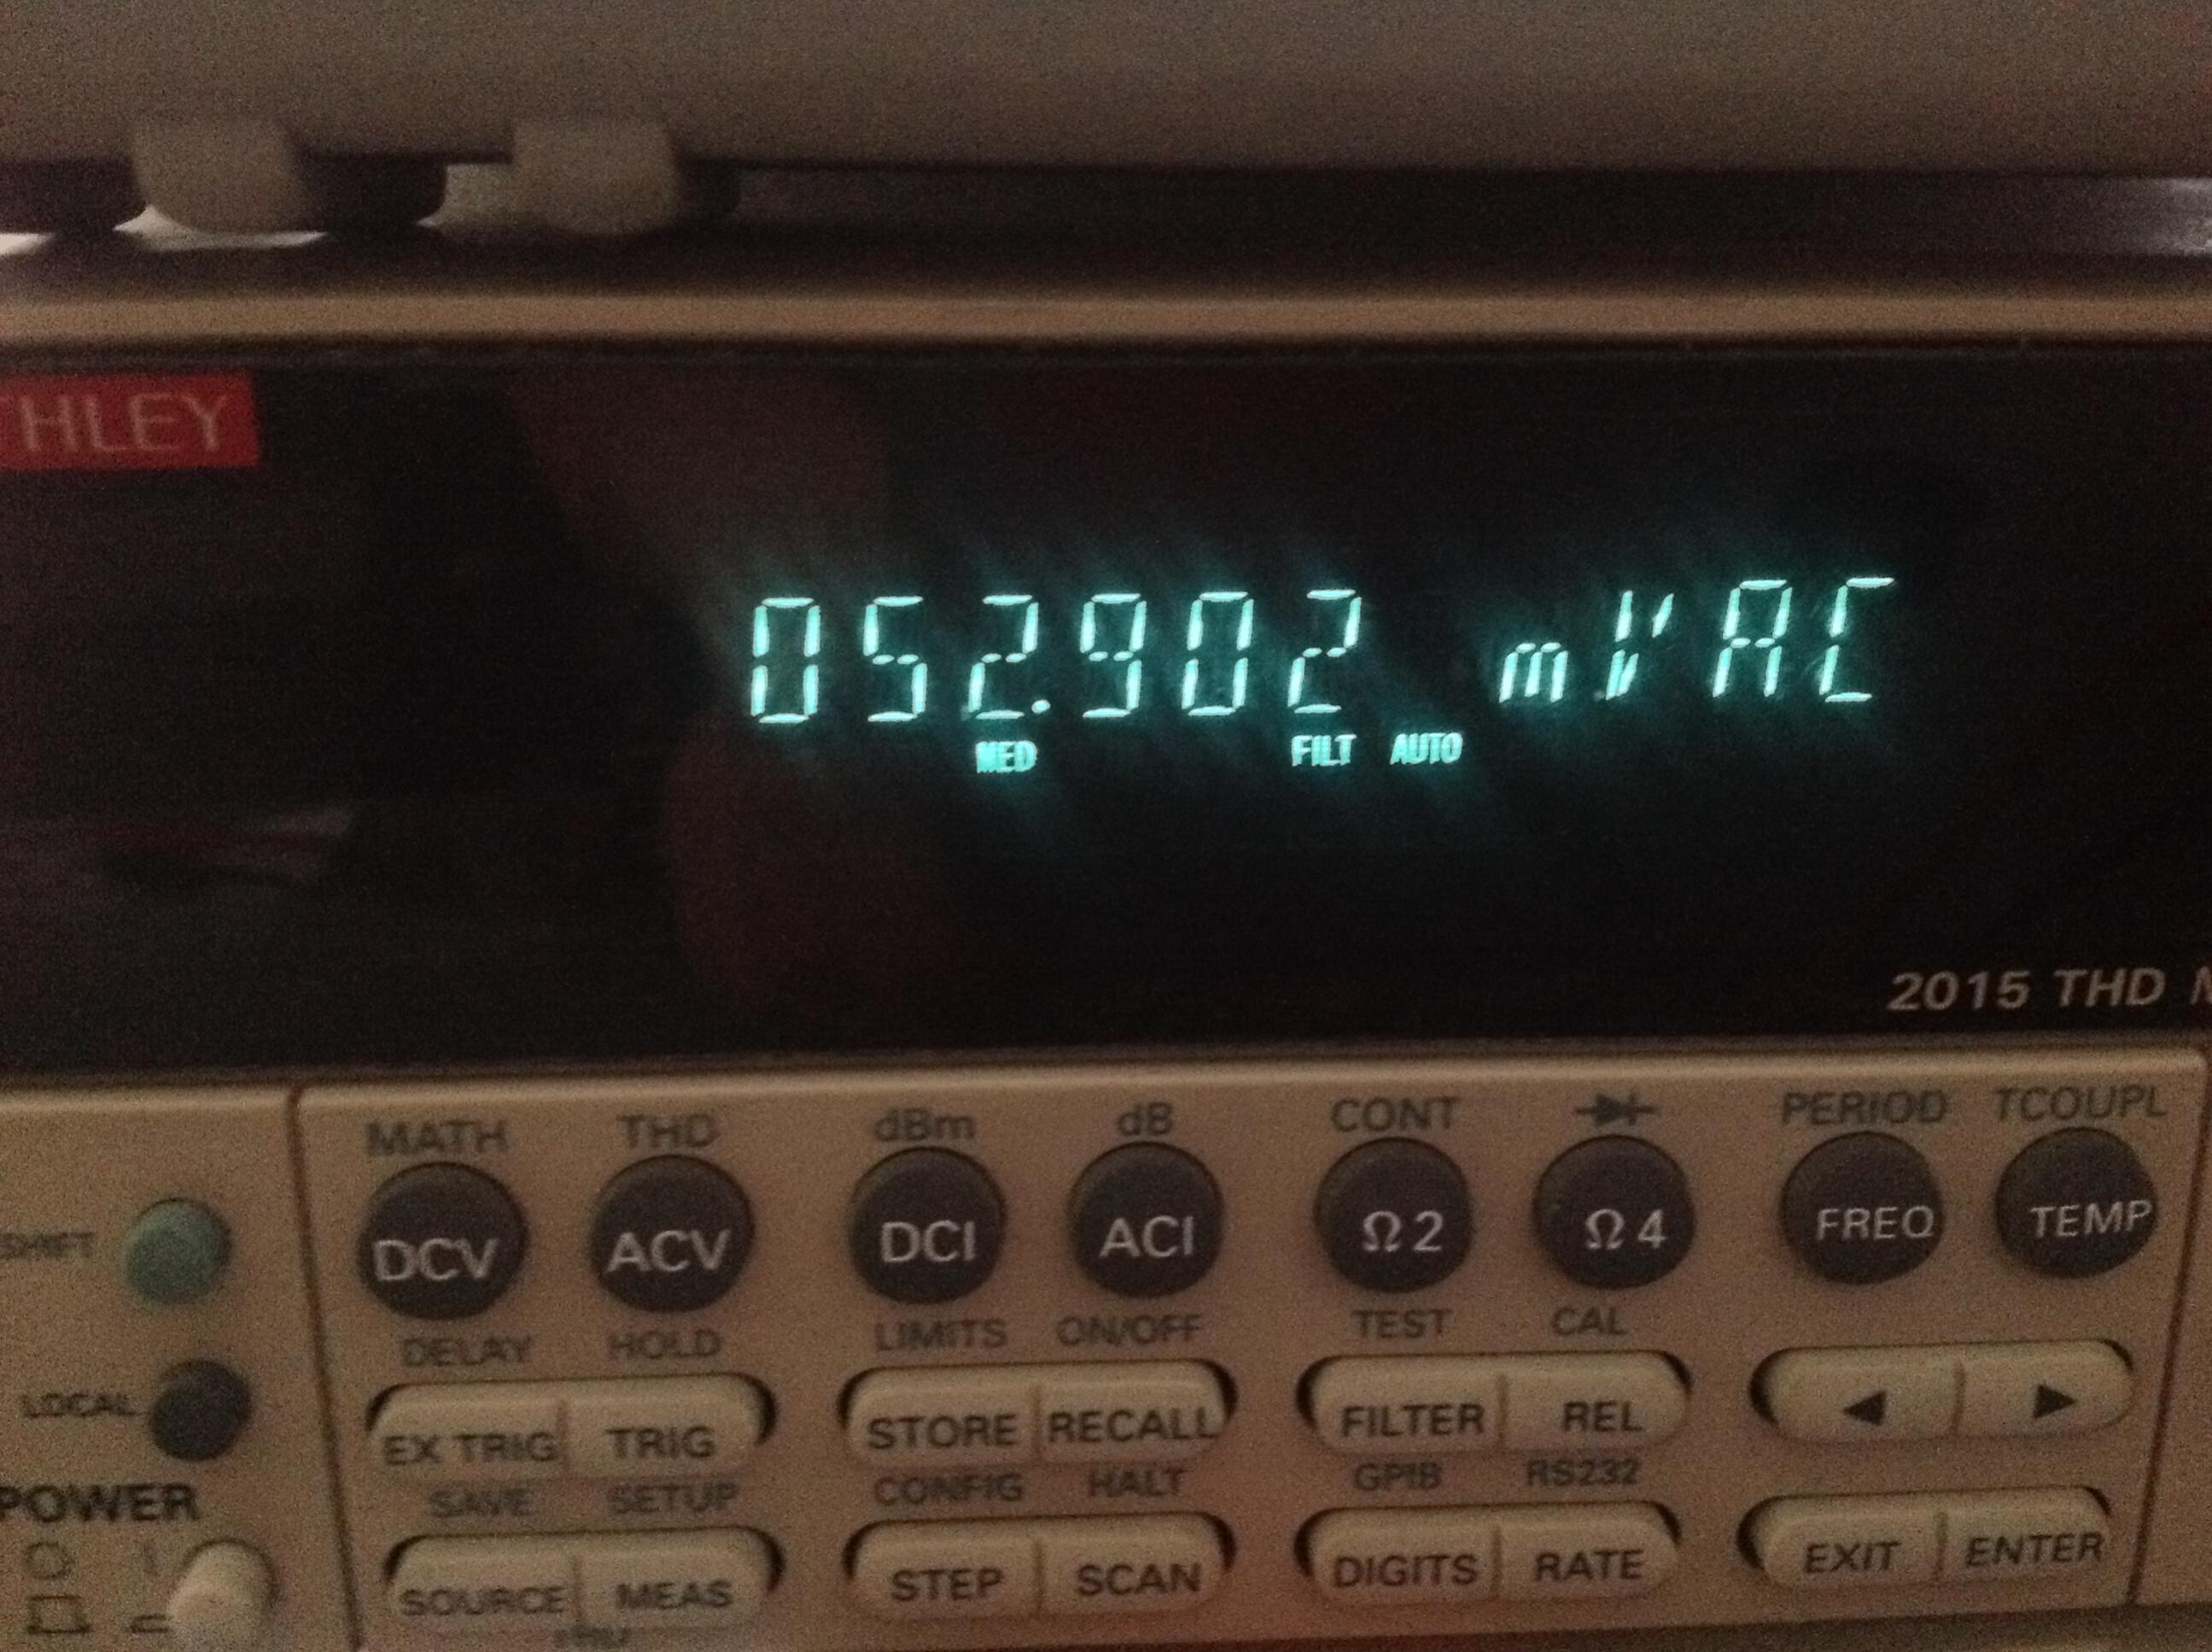 THLEY
052.902 mVAC
MED FILT AUTO
2015 THD
MATH THD dBm dB CONT PERIOD TCOUPL
SHIFT DCV ACV DCI ACI Ω2 Ω4 FREQ TEMP
DELAY HOLD LIMITS ON/OFF TEST CAL
LOCAL EX TRIG TRIG STORE RECALL FILTER REL
POWER SAVE SETUP CONFIG HALT GPIB RS232
SOURCE MEAS STEP SCAN DIGITS RATE EXIT ENTER